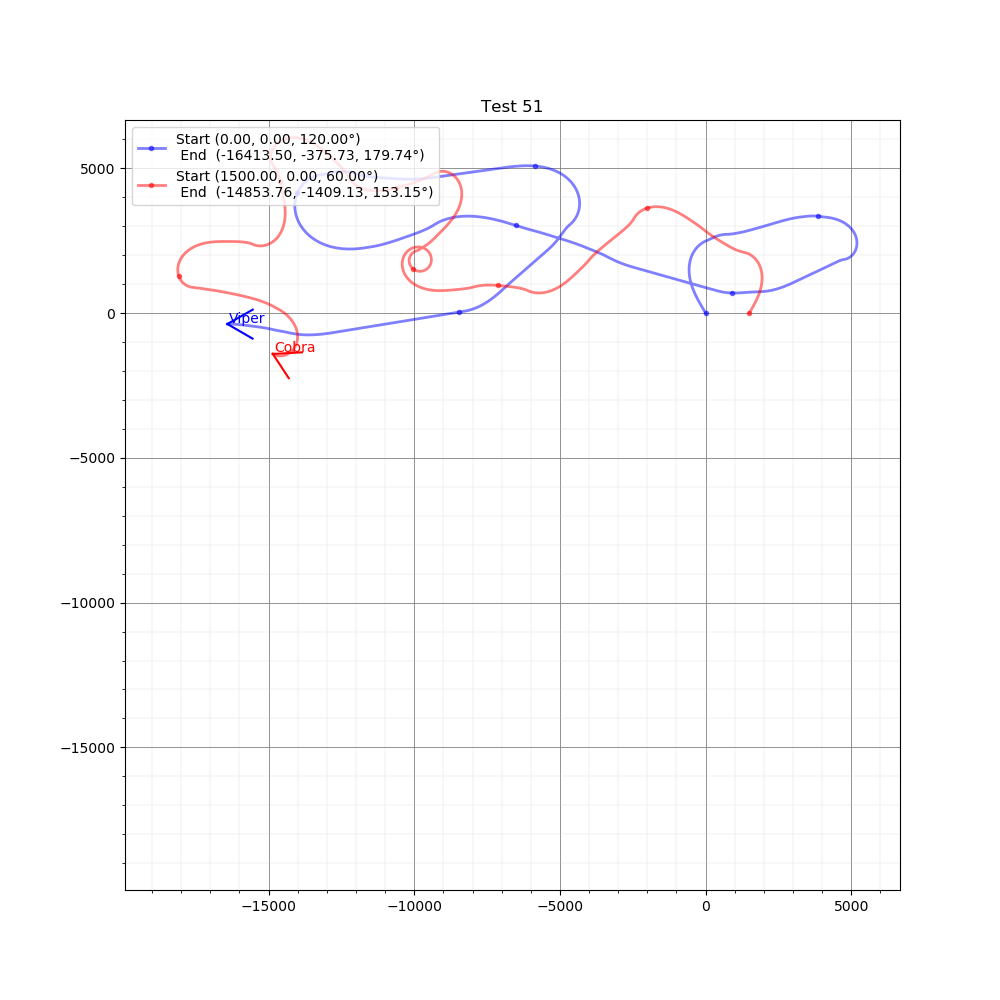 Test 51
Start (0.00, 0.00, 120.00°)
End (-16413.50, -375.73, 179.74°)
Start (1500.00, 0.00, 60.00°)
End (-14853.76, -1409.13, 153.15°)
5000
0
−5000
−10000
−15000
Viper
Cobra
−15000
−10000
−5000
0
5000